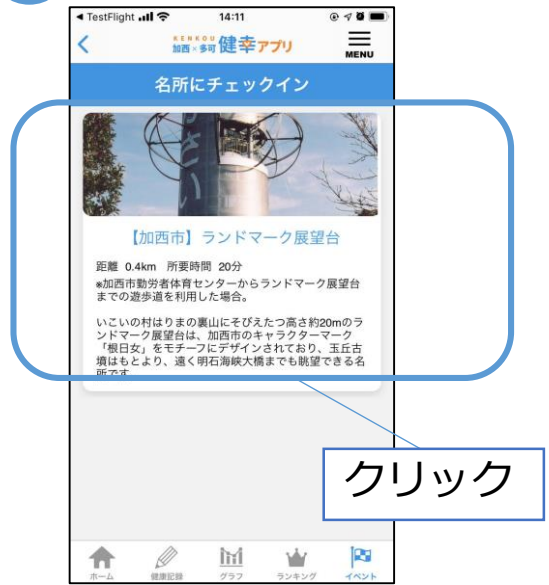 TestFlight 14:11
KENKOU
加西×多可 健幸アプリ
MENU
名所にチェックイン
【加西市】ランドマーク展望台
距離 0.4km 所要時間 20分
※加西市勤労者体育センターからランドマーク展望台
までの遊歩道を利用した場合。
いこいの村はりまの裏山にそびえたつ高さ約20mのラ
ンドマーク展望台は、加西市のキャラクターマーク
「根日女」をモチーフにデザインされており、玉丘古
墳はもとより、遠く明石海峡大橋までも眺望できる名
所です。
クリック
ホーム 健康記録 グラフ ランキング イベント